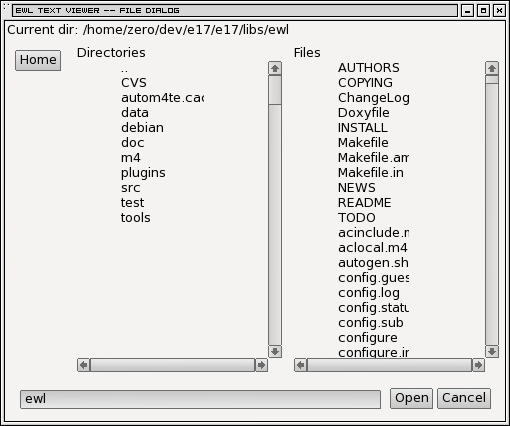 EWL TEXT VIEWER -- FILE DIALOG
Current dir: /home/zero/dev/e17/e17/libs/ewl
Home
Directories
..
CVS
autom4te.cac
data
debian
doc
m4
plugins
src
test
tools
Files
AUTHORS
COPYING
ChangeLog
Doxyfile
INSTALL
Makefile
Makefile.am
Makefile.in
NEWS
README
TODO
acinclude.m
aclocal.m4
autogen.sh
config.gues
config.log
config.statu
config.sub
configure
configure.in
ewl
Open
Cancel